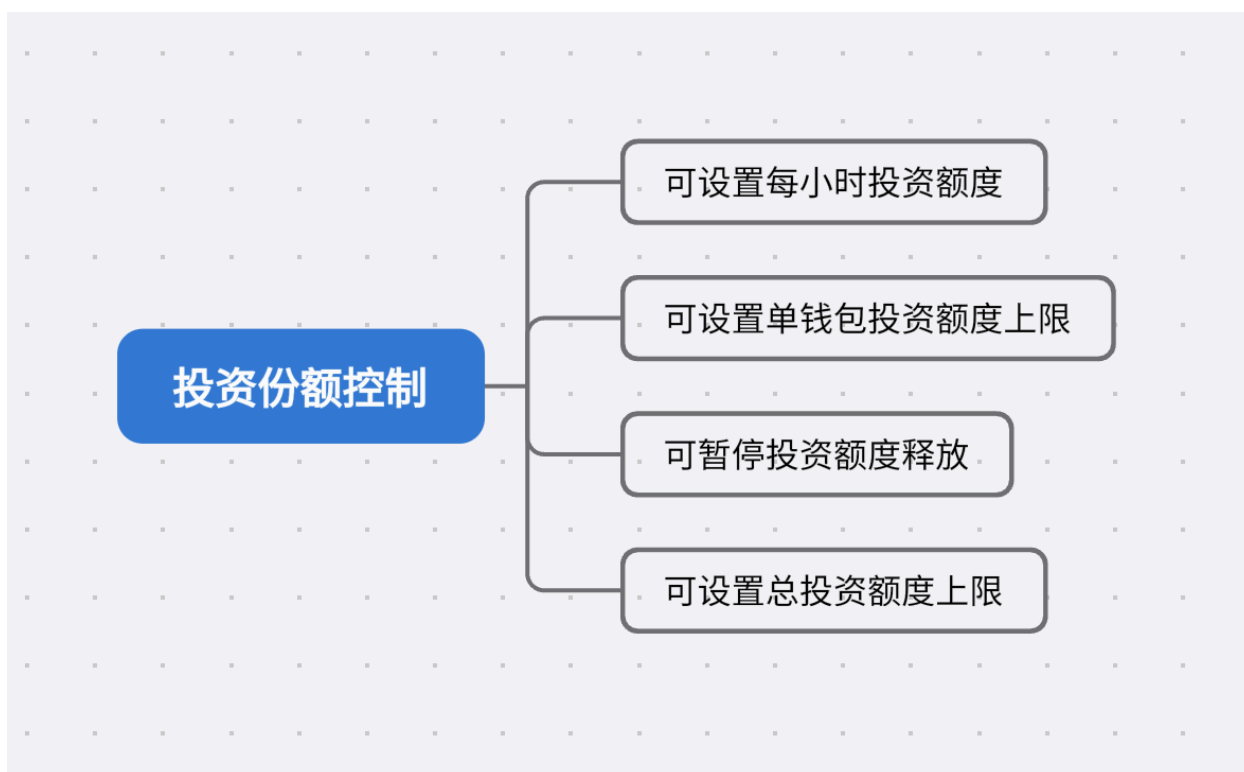 可设置每小时投资额度
可设置单钱包投资额度上限
投资份额控制
可暂停投资额度释放
可设置总投资额度上限